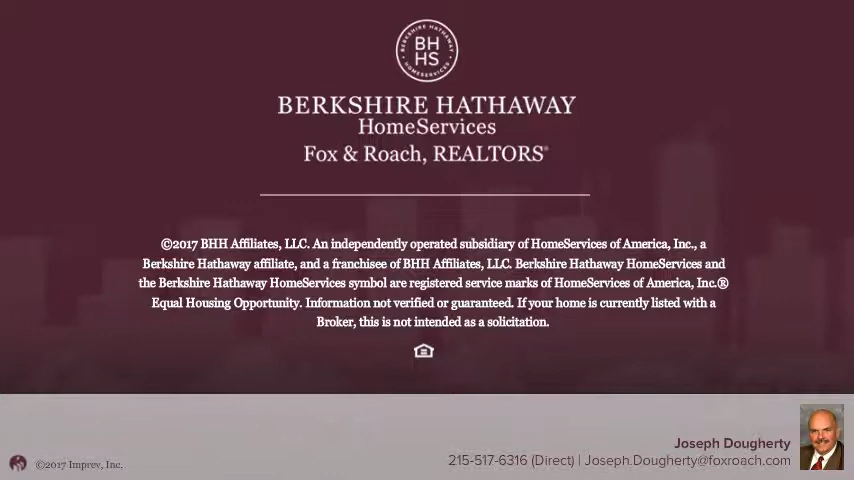 BERKSHIRE HATHAWAY
HOMESERVICES
BH
HS
BERKSHIRE HATHAWAY
HomeServices
Fox & Roach, REALTORS®
©2017 BHH Affiliates, LLC. An independently operated subsidiary of HomeServices of America, Inc., a
Berkshire Hathaway affiliate, and a franchisee of BHH Affiliates, LLC. Berkshire Hathaway HomeServices and
the Berkshire Hathaway HomeServices symbol are registered service marks of HomeServices of America, Inc.®
Equal Housing Opportunity. Information not verified or guaranteed. If your home is currently listed with a
Broker, this is not intended as a solicitation.
Joseph Dougherty
215-517-6316 (Direct) | Joseph.Dougherty@foxroach.com
©2017 Imprev, Inc.